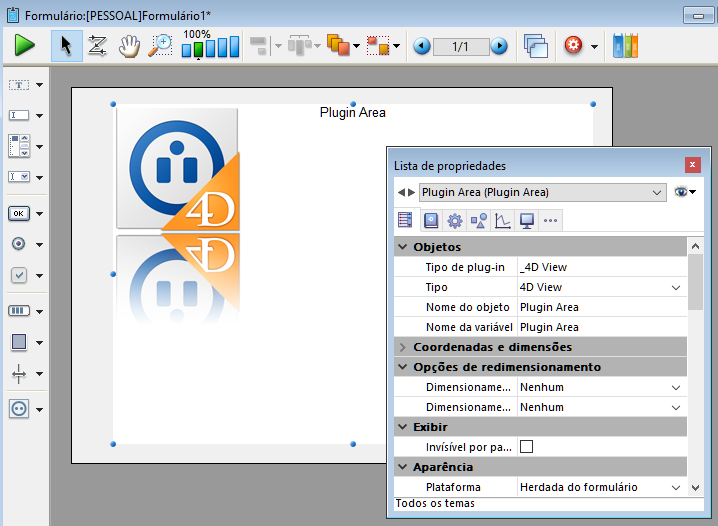 Formulário:[PESSOAL]Formulário1*
100%
1/1
OK
Plugin Area
4D
4D
Lista de propriedades
x
Plugin Area (Plugin Area)
Objetos
Tipo de plug-in _4D View
Tipo 4D View
Nome do objeto Plugin Area
Nome da variável Plugin Area
Coordenadas e dimensões
Opções de redimensionamento
Dimensioname... Nenhum
Dimensioname... Nenhum
Exibir
Invísível por pa...
Aparência
Plataforma Herdada do formulário
Todos os temas